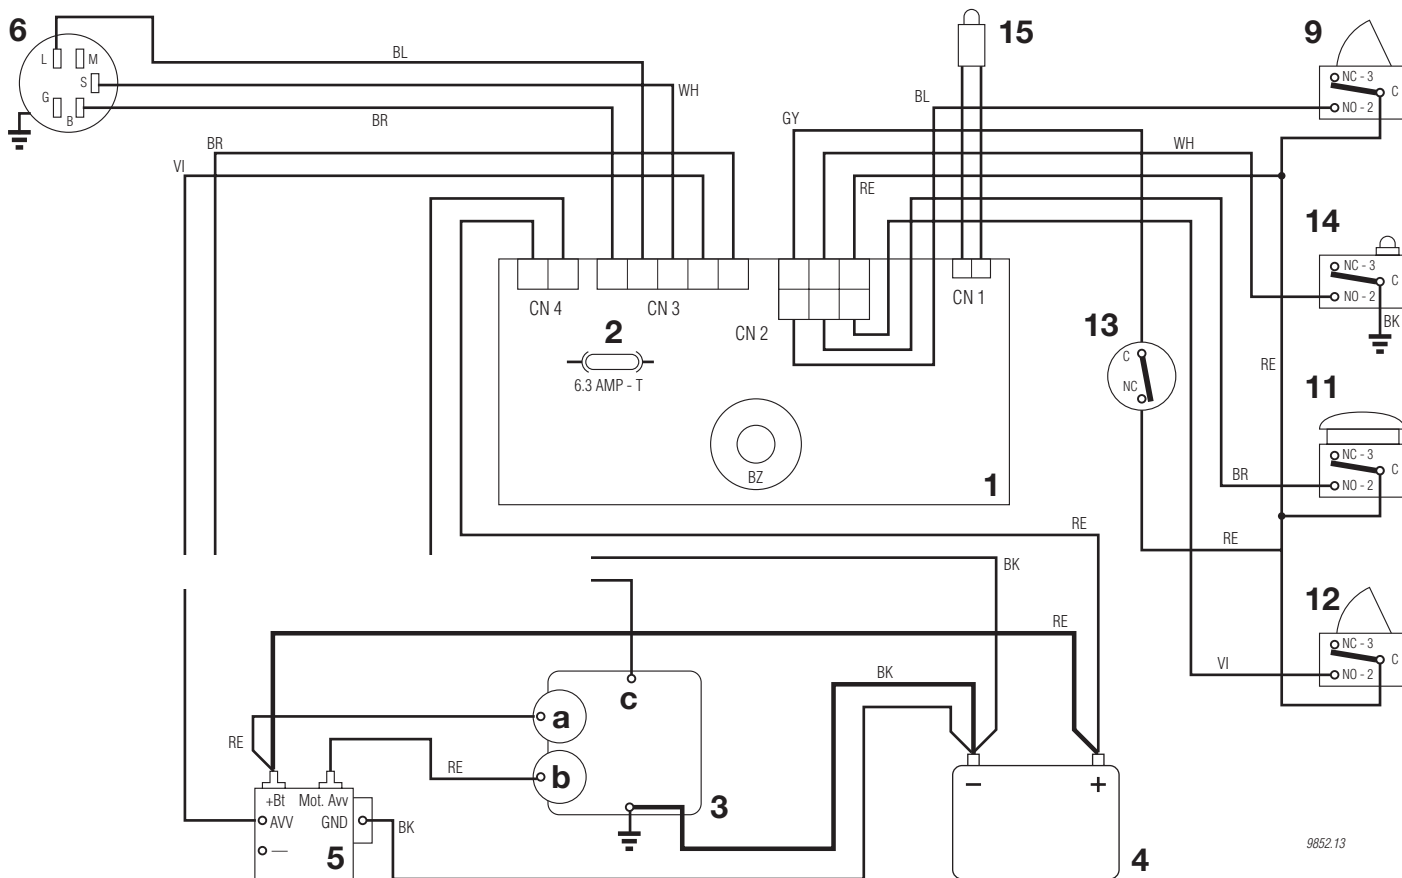 6
15
9
L
M
S
G
B
BL
WH
BR
BR
VI
BL
GY
WH
RE
NC - 3
C
NO - 2
14
NC - 3
C
NO - 2
BK
CN 4
CN 3
CN 2
CN 1
2
6.3 AMP - T
13
C
NC
RE
11
NC - 3
C
NO - 2
BR
BZ
1
RE
RE
BK
12
NC - 3
C
NO - 2
VI
RE
BK
c
a
b
RE
RE
3
+Bt
Mot. Avv
AVV
GND
BK
5
–
+
4
9852.13